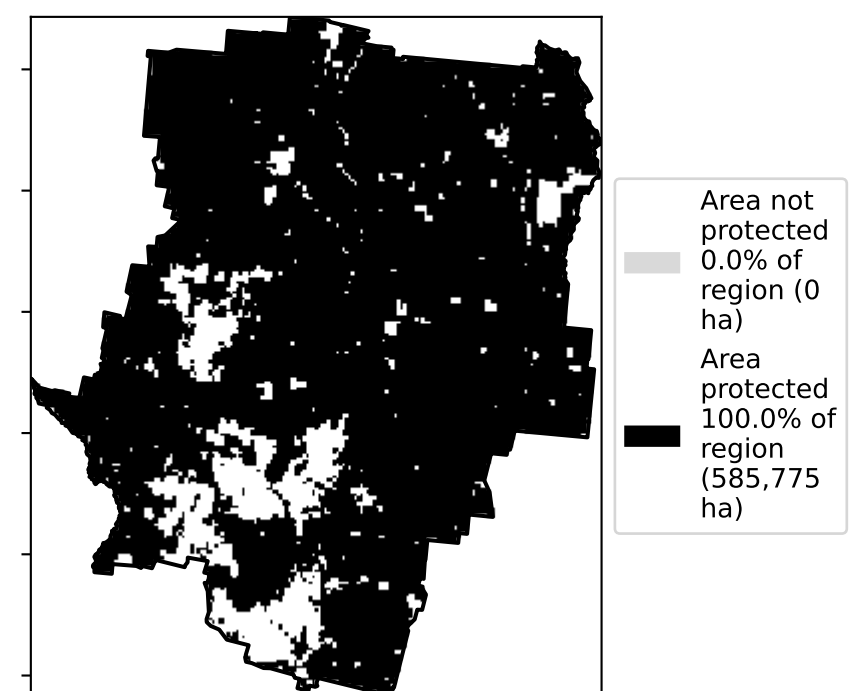 Area not
protected
0.0% of
region (0
ha)
Area
protected
100.0% of
region
(585,775
ha)